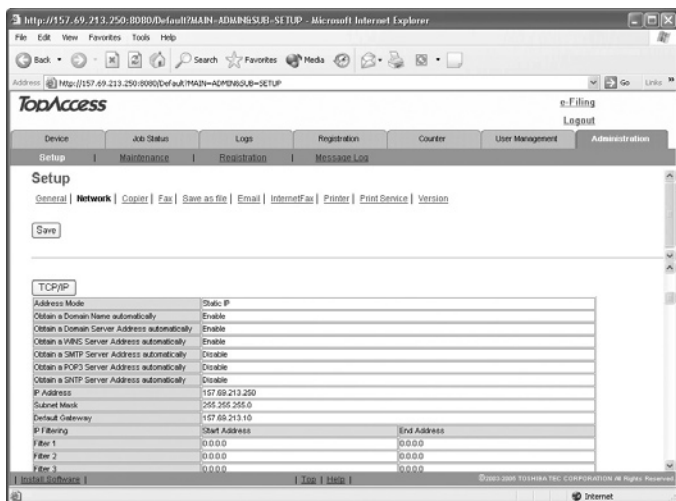 http://157.69.213.250:8080/Default?MAIN=ADMIN&SUB=SETUP - Microsoft Internet Explorer
File Edit View Favorites Tools Help
Back Search Favorites Media
Address http://157.69.213.250:8080/Default?MAIN=ADMIN&SUB=SETUP Go Links »
TopAccess e-Filing
Logout
Device Job Status Logs Registration Counter User Management Administration
Setup | Maintenance | Registration | Message Log
Setup
General | Network | Copier | Fax | Save as file | Email | InternetFax | Printer | Print Service | Version
Save
TCP/IP
Address Mode Static IP
Obtain a Domain Name automatically Enable
Obtain a Domain Server Address automatically Enable
Obtain a WINS Server Address automatically Enable
Obtain a SMTP Server Address automatically Disable
Obtain a POP3 Server Address automatically Disable
Obtain a SNTP Server Address automatically Disable
IP Address 157.69.213.250
Subnet Mask 255.255.255.0
Default Gateway 157.69.213.10
IP Filtering Start Address End Address
Filter 1 0.0.0.0 0.0.0.0
Filter 2 0.0.0.0 0.0.0.0
Filter 3 0.0.0.0 0.0.0.0
| Install Software | | Top | Help | ©2003-2005 TOSHIBA TEC CORPORATION All Rights Reserved
Internet